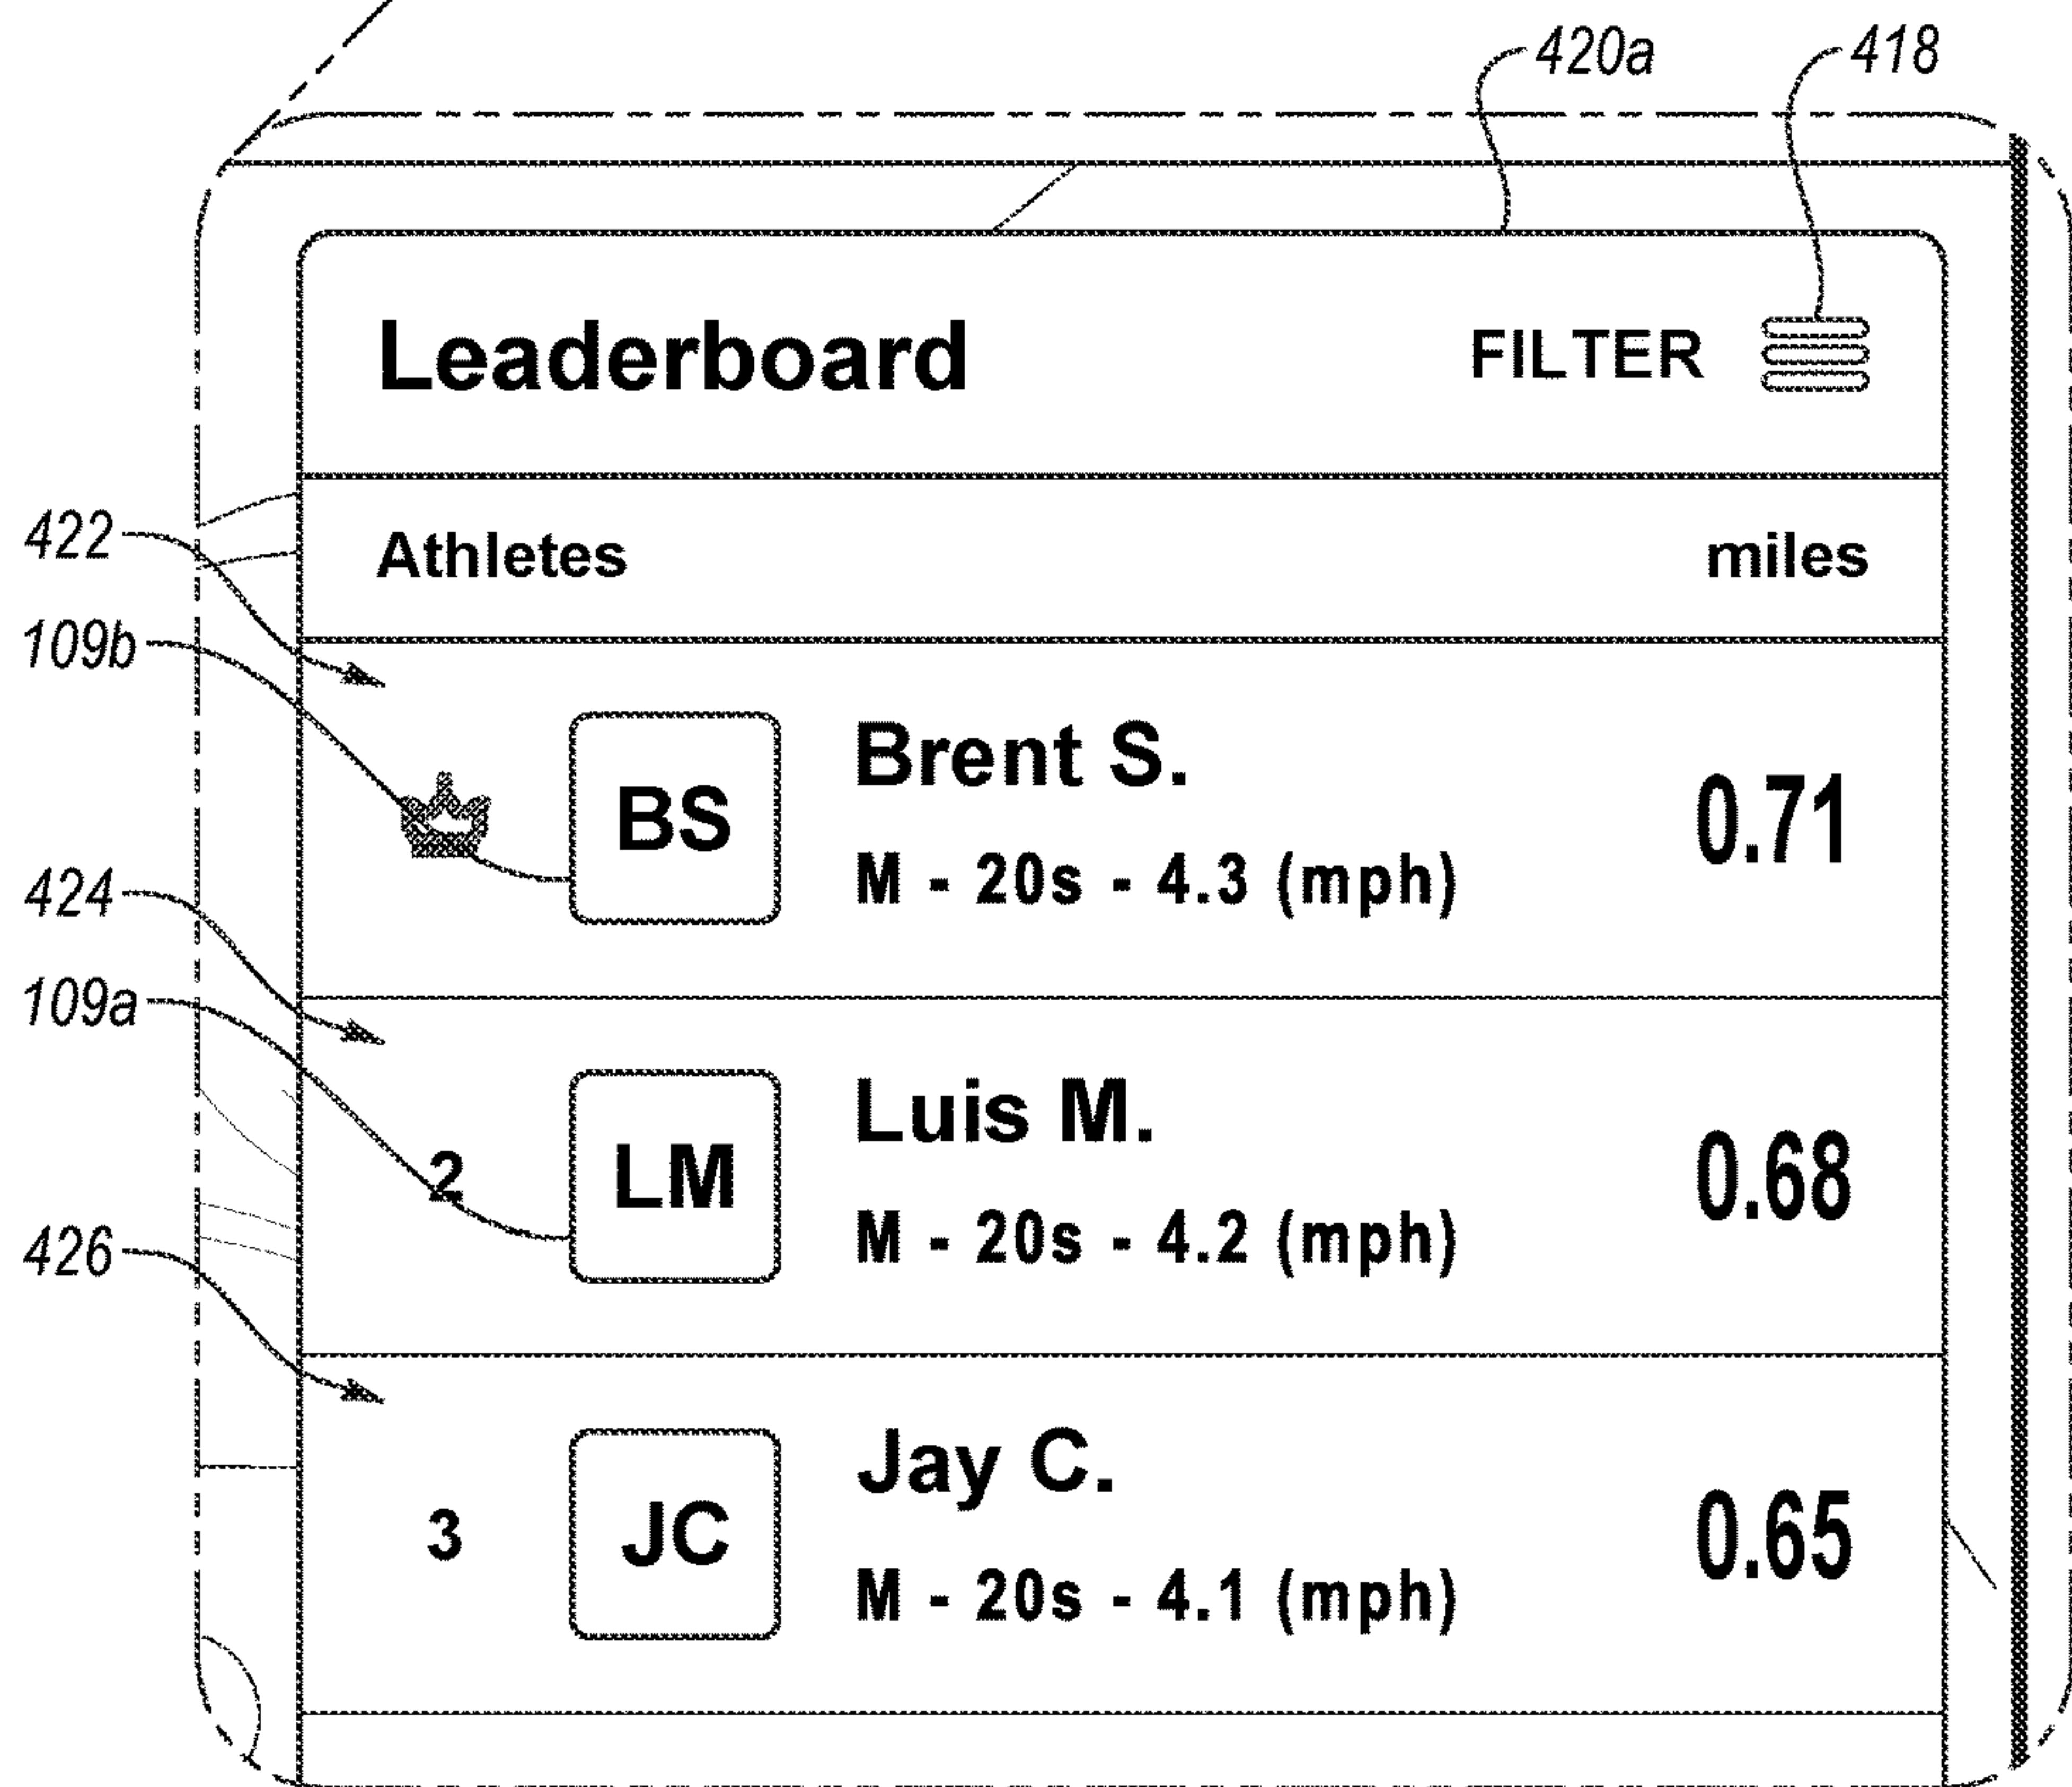 420a 418
Leaderboard FILTER
422
Athletes miles
109b
Brent S.
BS 0.71
M - 20s - 4.3 (mph)
424
109a
Luis M.
2 LM 0.68
M - 20s - 4.2 (mph)
426
Jay C.
3 JC 0.65
M - 20s - 4.1 (mph)